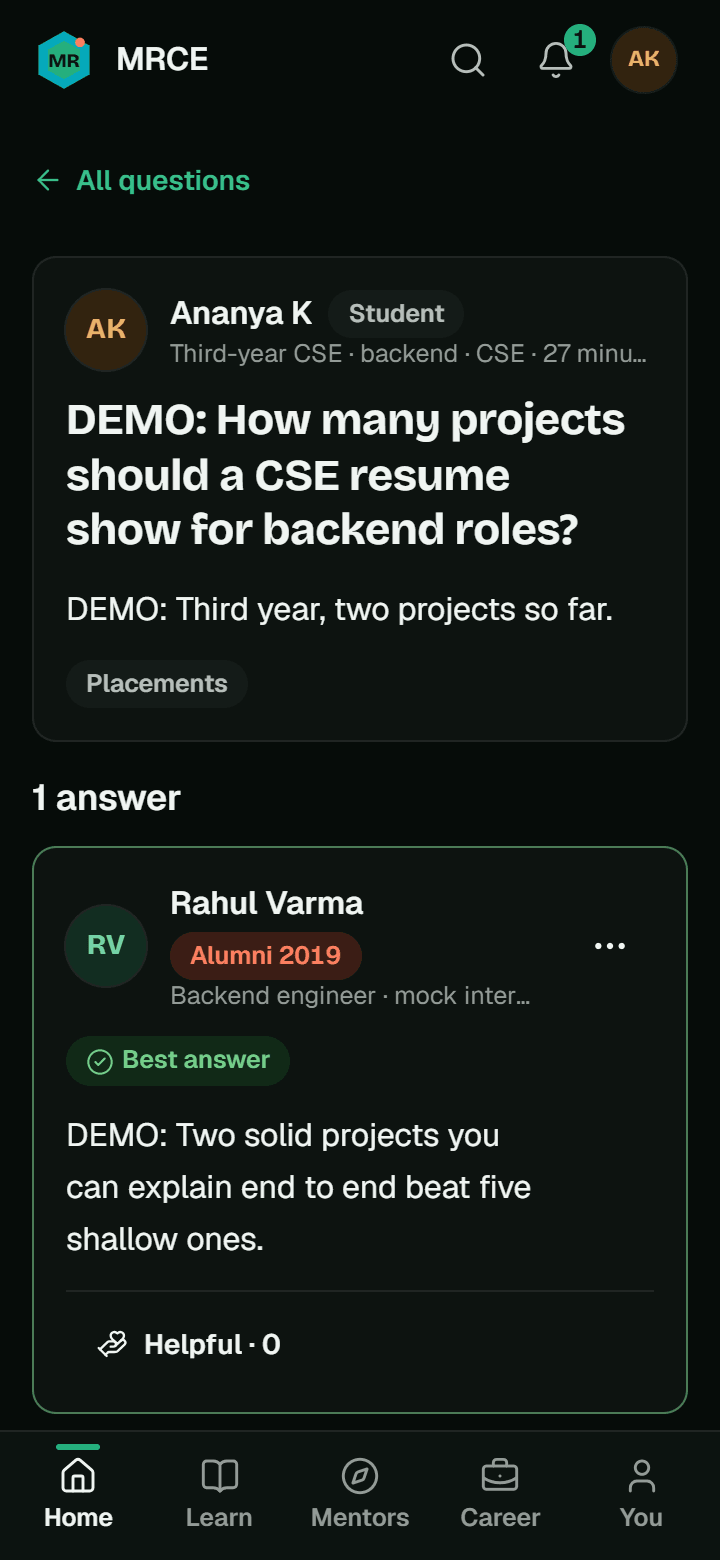 MR MRCE 1 AK
All questions
AK Ananya K Student
Third-year CSE · backend · CSE · 27 minu...
DEMO: How many projects
should a CSE resume
show for backend roles?
DEMO: Third year, two projects so far.
Placements
1 answer
Rahul Varma
RV
Alumni 2019
Backend engineer · mock inter...
Best answer
DEMO: Two solid projects you
can explain end to end beat five
shallow ones.
Helpful · 0
Home Learn Mentors Career You